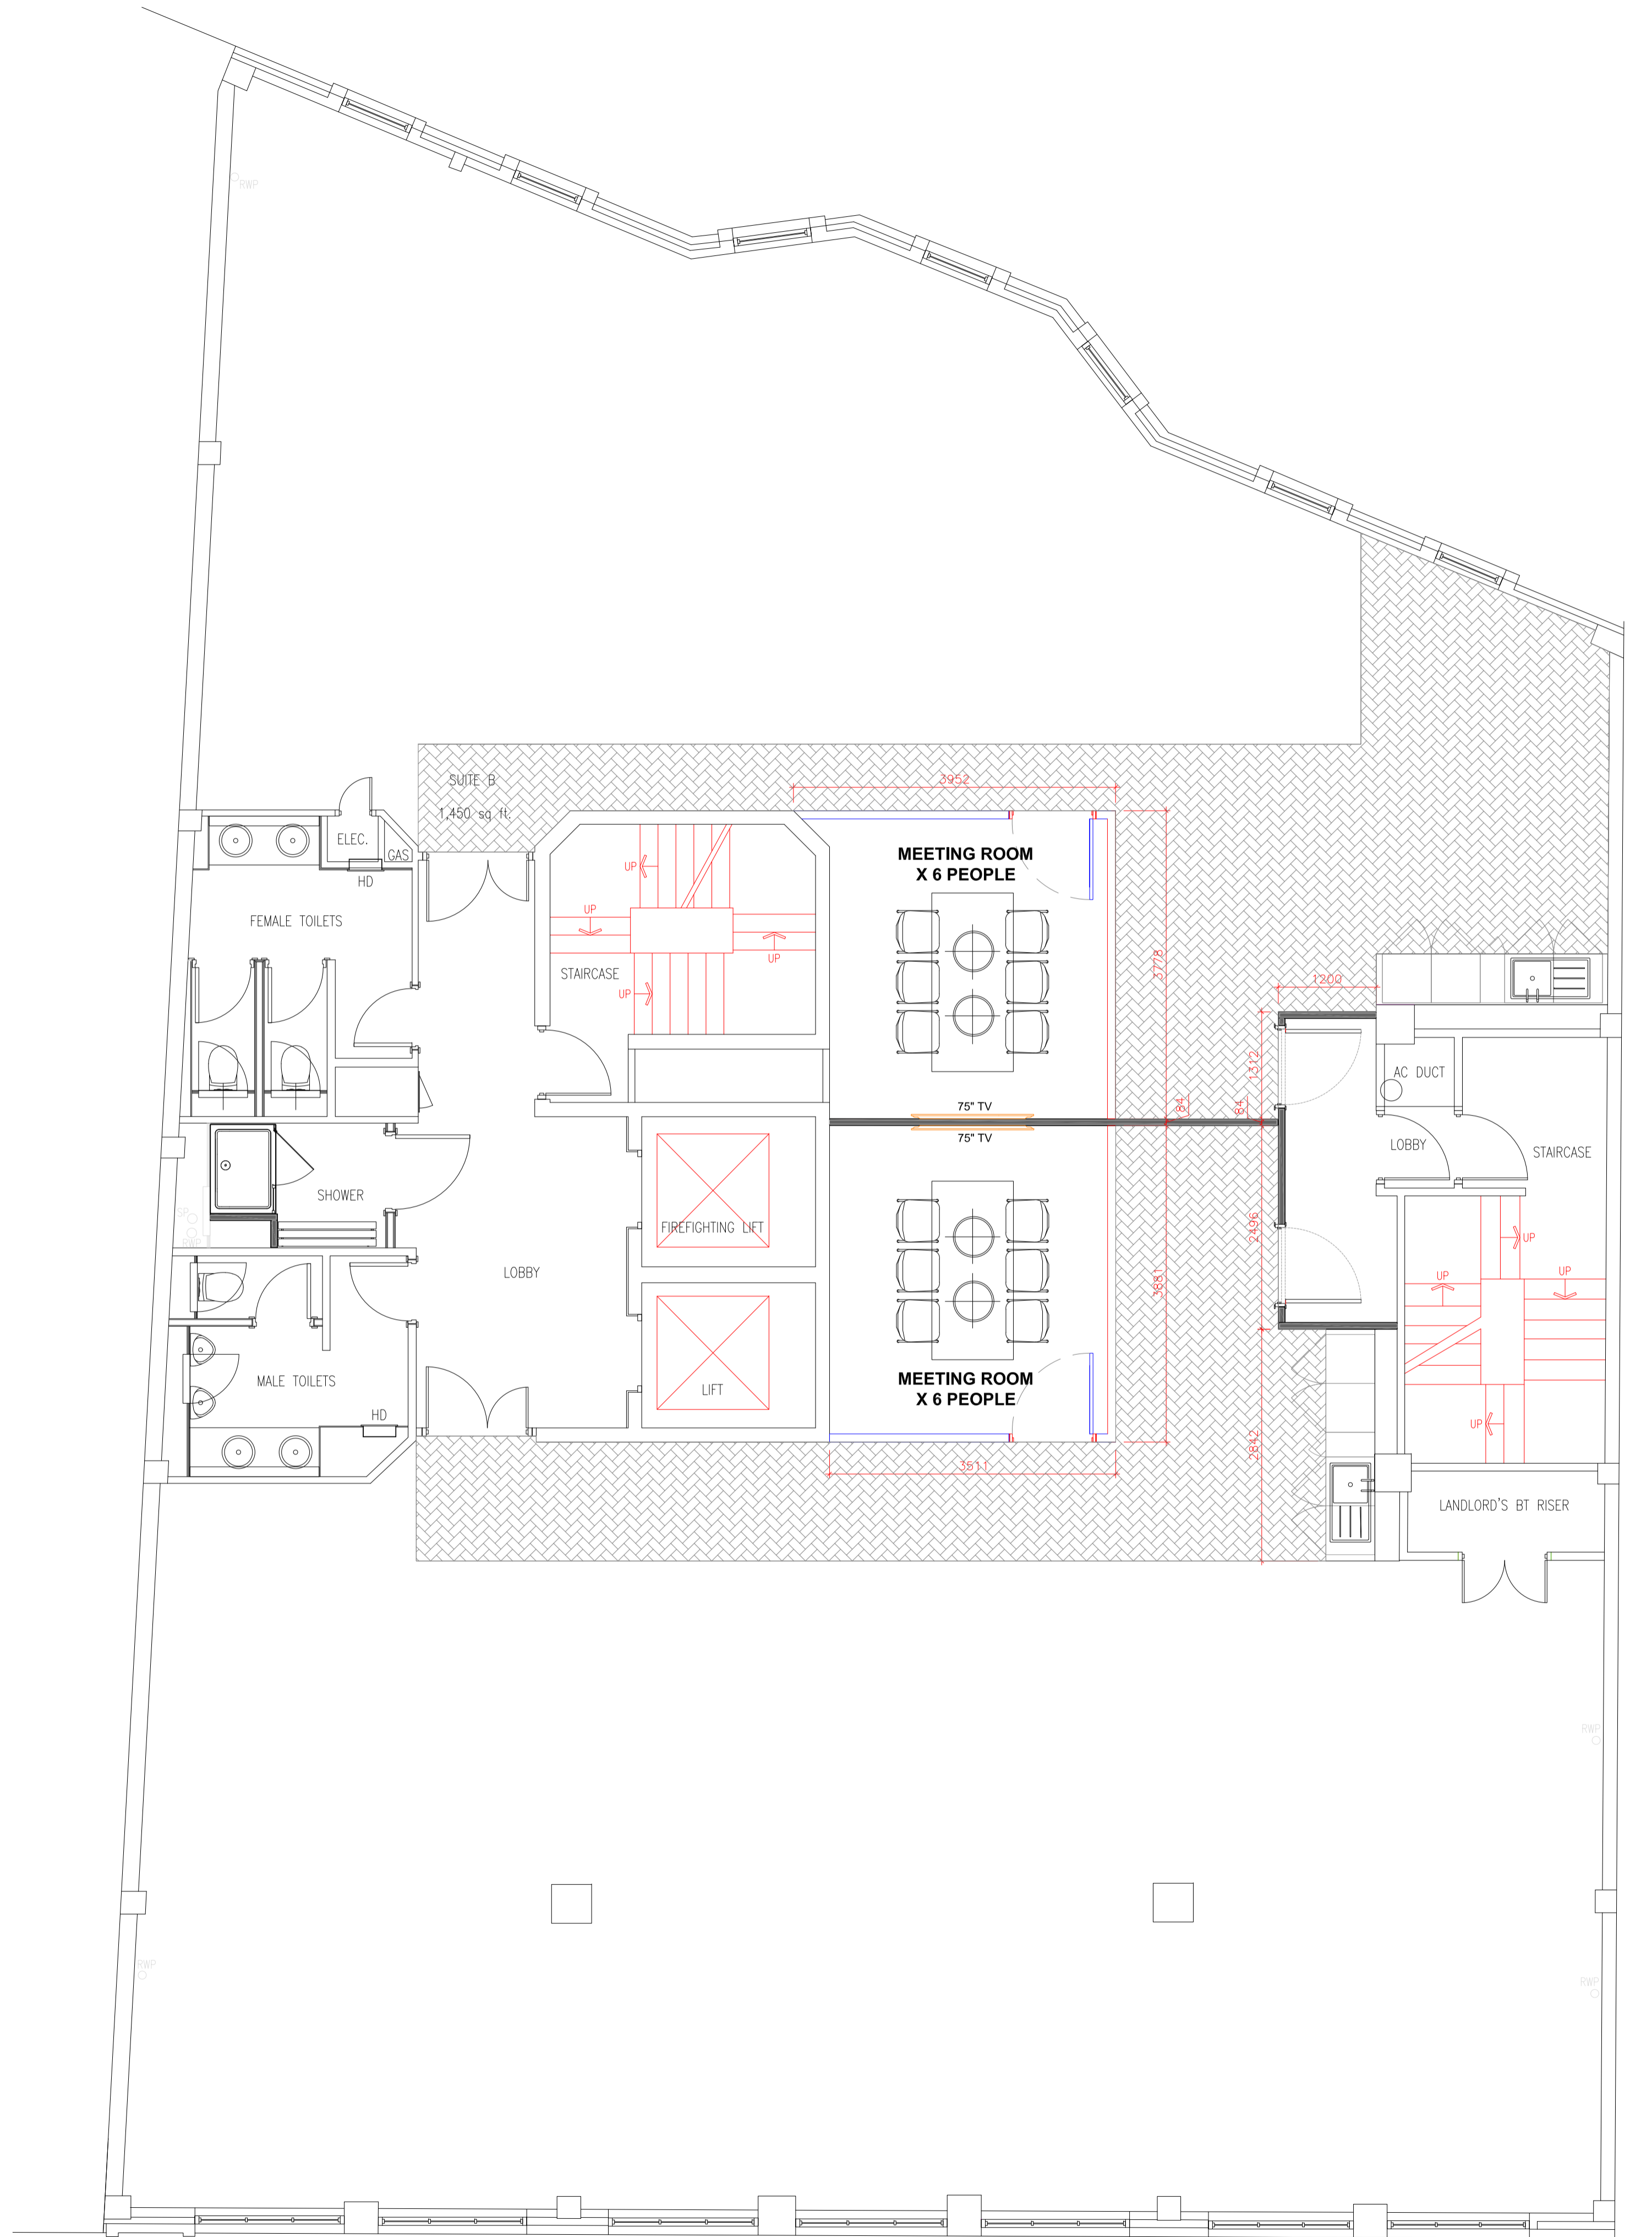 RWP
SUITE B
1,450 sq ft.
3952
ELEC.
GAS
HD
FEMALE TOILETS
UP
UP
UP
UP
STAIRCASE
MEETING ROOM
X 6 PEOPLE
3778
1200
1312
84
84
AC DUCT
LOBBY
STAIRCASE
75" TV
75" TV
SHOWER
SP
RWP
FIREFIGHTING LIFT
LOBBY
LIFT
2496
3881
UP
UP
UP
UP
MALE TOILETS
HD
MEETING ROOM
X 6 PEOPLE
3511
2842
LANDLORD'S BT RISER
RWP
RWP
RWP